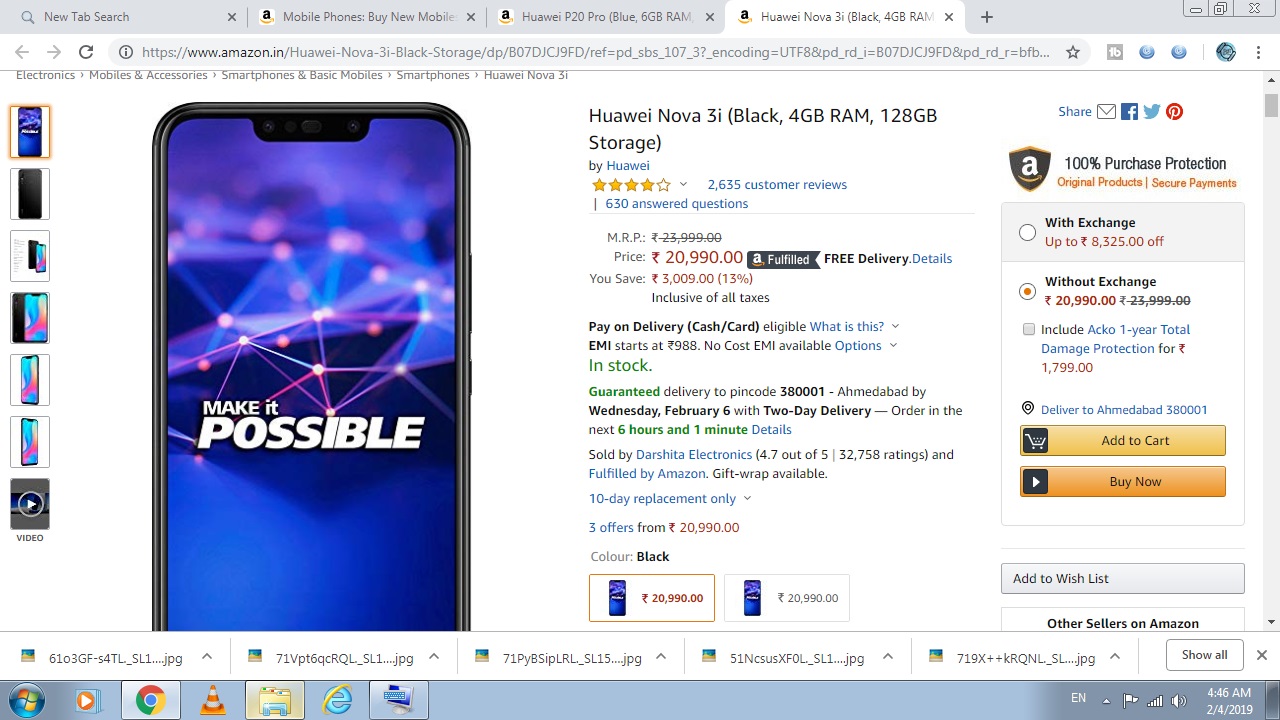 New Tab Search
Mobile Phones: Buy New Mobile
Huawei P20 Pro (Blue, 6GB RAM,
Huawei Nova 3i (Black, 4GB RAM
https://www.amazon.in/Huawei-Nova-3i-Black-Storage/dp/B07DJCJ9FD/ref=pd_sbs_107_3?_encoding=UTF8&pd_rd_i=B07DJCJ9FD&pd_rd_r=bfb...
Electronics › Mobiles & Accessories › Smartphones & Basic Mobiles › Smartphones › Huawei Nova 3i
VIDEO
MAKE it
POSSIBLE
Huawei Nova 3i (Black, 4GB RAM, 128GB
Storage)
by Huawei
2,635 customer reviews
| 630 answered questions
M.R.P.: ₹ 23,999.00
Price: ₹ 20,990.00 a Fulfilled FREE Delivery.Details
You Save: ₹ 3,009.00 (13%)
Inclusive of all taxes
Pay on Delivery (Cash/Card) eligible What is this?
EMI starts at ₹988. No Cost EMI available Options
In stock.
Guaranteed delivery to pincode 380001 - Ahmedabad by
Wednesday, February 6 with Two-Day Delivery — Order in the
next 6 hours and 1 minute Details
Sold by Darshita Electronics (4.7 out of 5 | 32,758 ratings) and
Fulfilled by Amazon. Gift-wrap available.
10-day replacement only
3 offers from ₹ 20,990.00
Colour: Black
₹ 20,990.00
₹ 20,990.00
Share
100% Purchase Protection
Original Products | Secure Payments
With Exchange
Up to ₹ 8,325.00 off
Without Exchange
₹ 20,990.00 ₹ 23,999.00
Include Acko 1-year Total
Damage Protection for ₹
1,799.00
Deliver to Ahmedabad 380001
Add to Cart
Buy Now
Add to Wish List
Other Sellers on Amazon
61o3GF-s4TL._SL1....jpg
71Vpt6qcRQL._SL1....jpg
71PyBSipLRL._SL15....jpg
51NcsusXF0L._SL1....jpg
719X++kRQNL._SL....jpg
Show all
EN
4:46 AM
2/4/2019